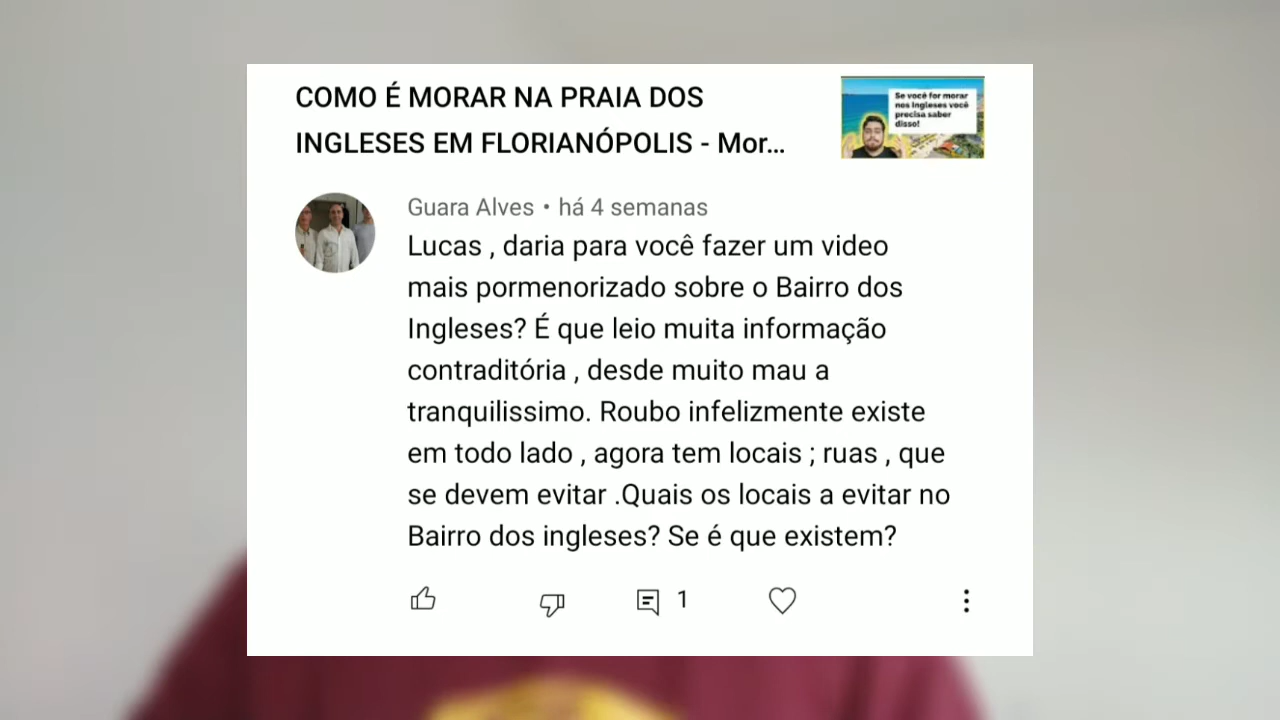 COMO É MORAR NA PRAIA DOS
INGLESES EM FLORIANÓPOLIS - Mor...
Se você for morar
nos Ingleses você
precisa saber
disso!
Guara Alves • há 4 semanas
Lucas , daria para você fazer um video
mais pormenorizado sobre o Bairro dos
Ingleses? É que leio muita informação
contraditória , desde muito mau a
tranquilissimo. Roubo infelizmente existe
em todo lado , agora tem locais ; ruas , que
se devem evitar .Quais os locais a evitar no
Bairro dos ingleses? Se é que existem?
1